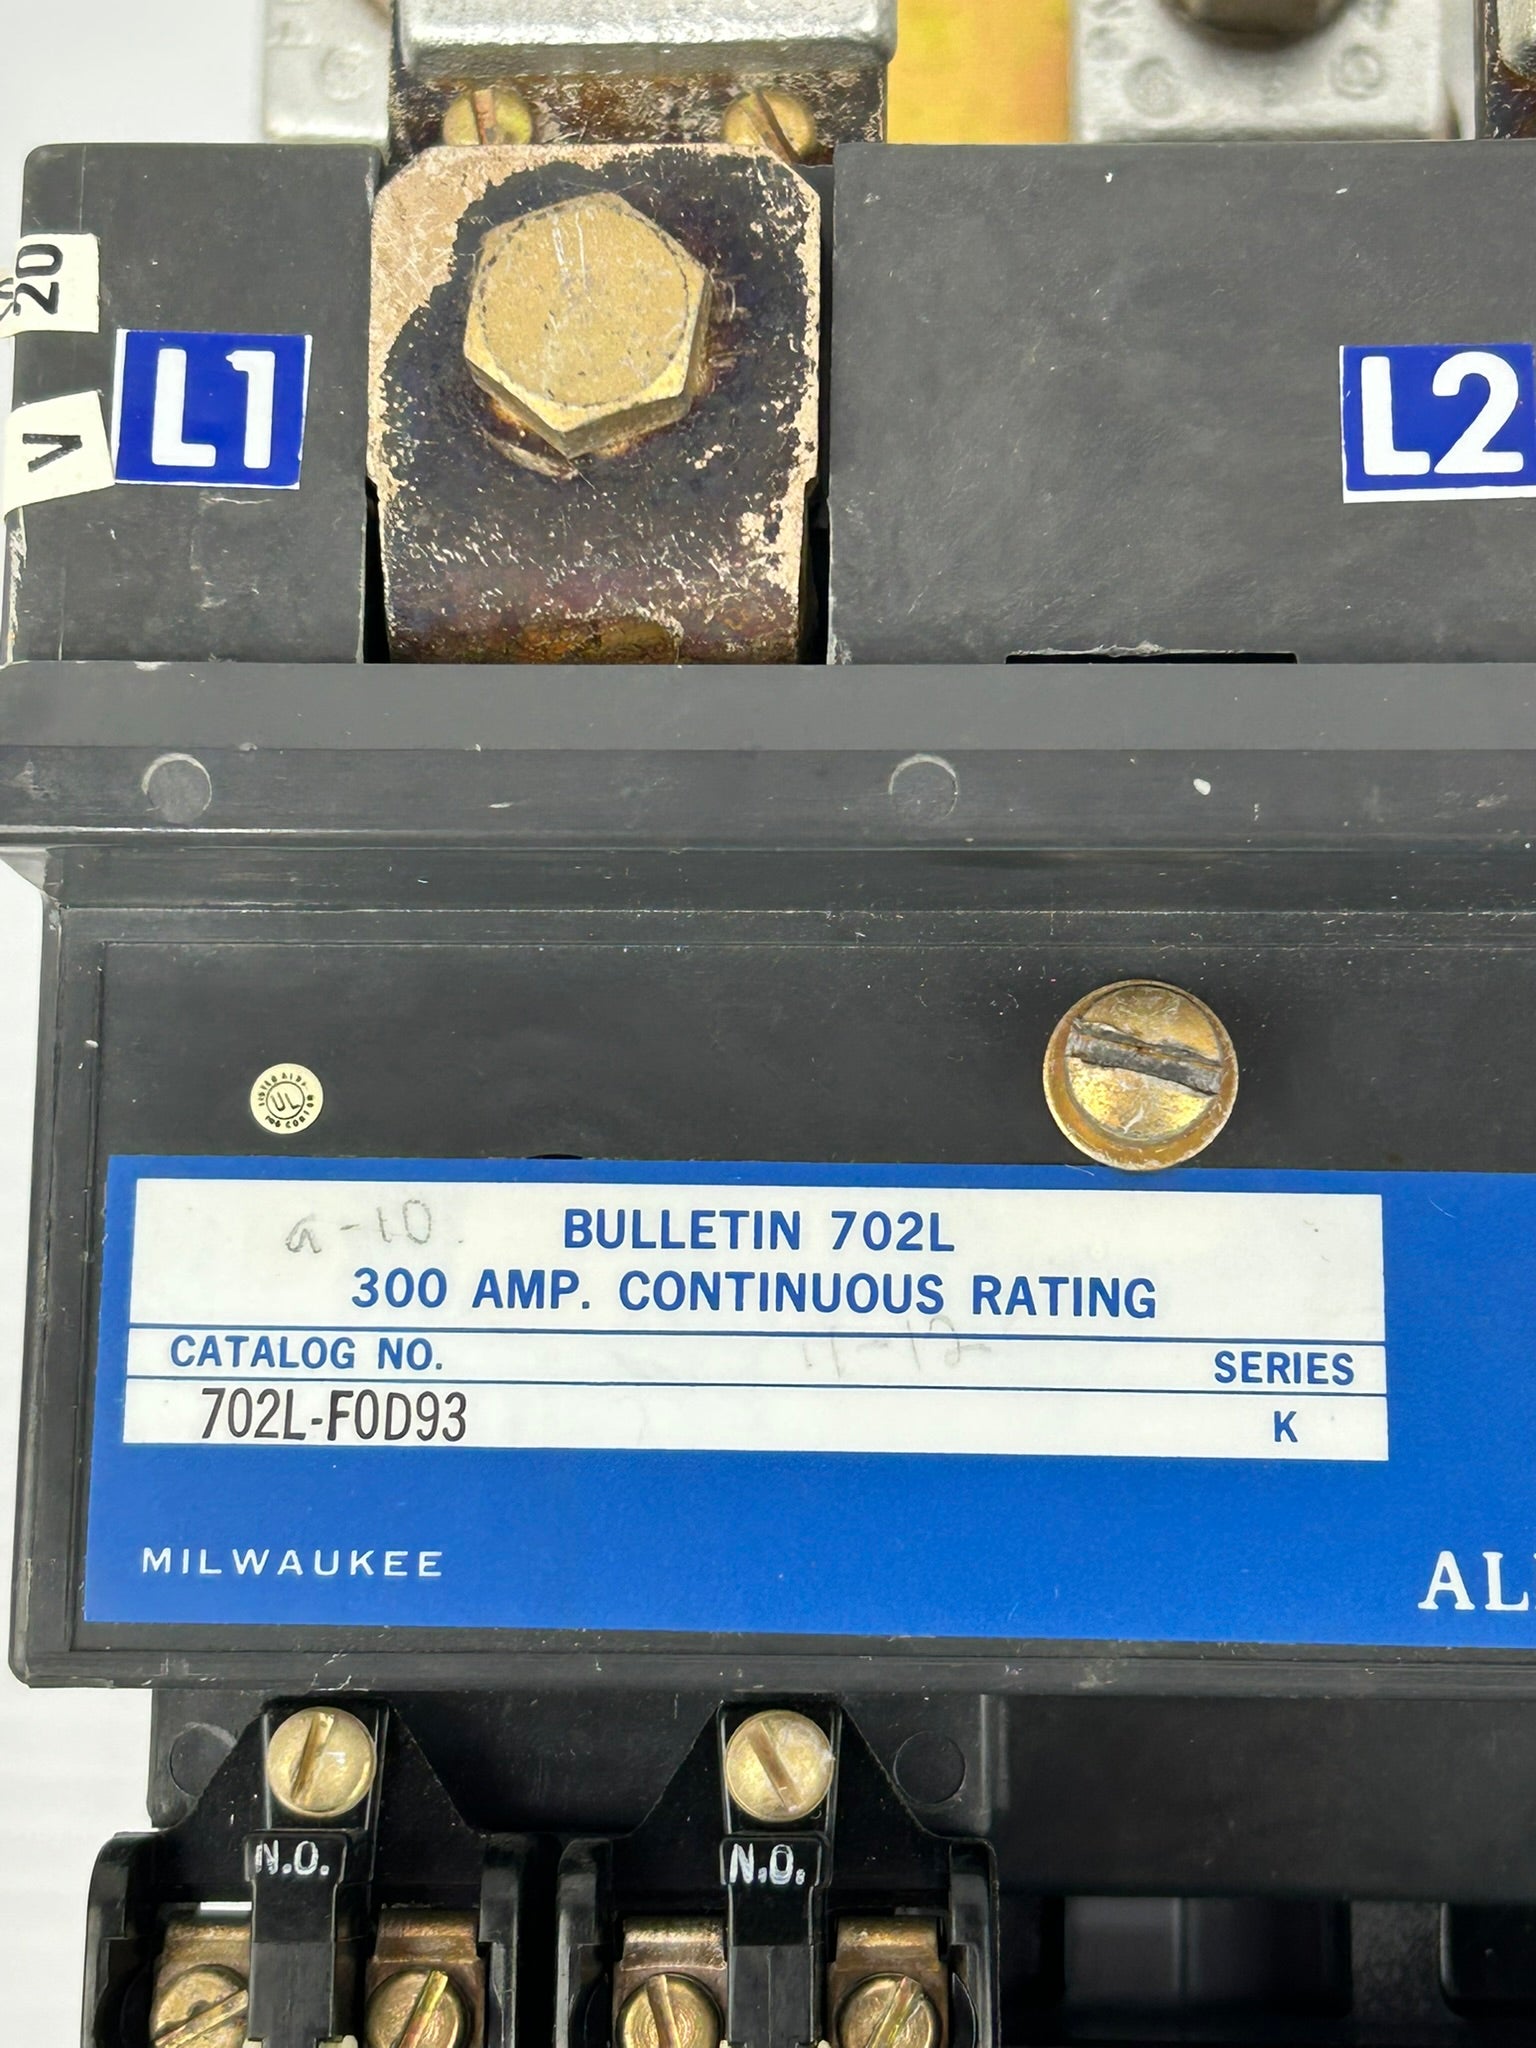 20
V
L1
L2
UL
a-10
BULLETIN 702L
300 AMP. CONTINUOUS RATING
11-12
CATALOG NO.
SERIES
702L-F0D93
K
MILWAUKEE
AL
N.O.
N.O.